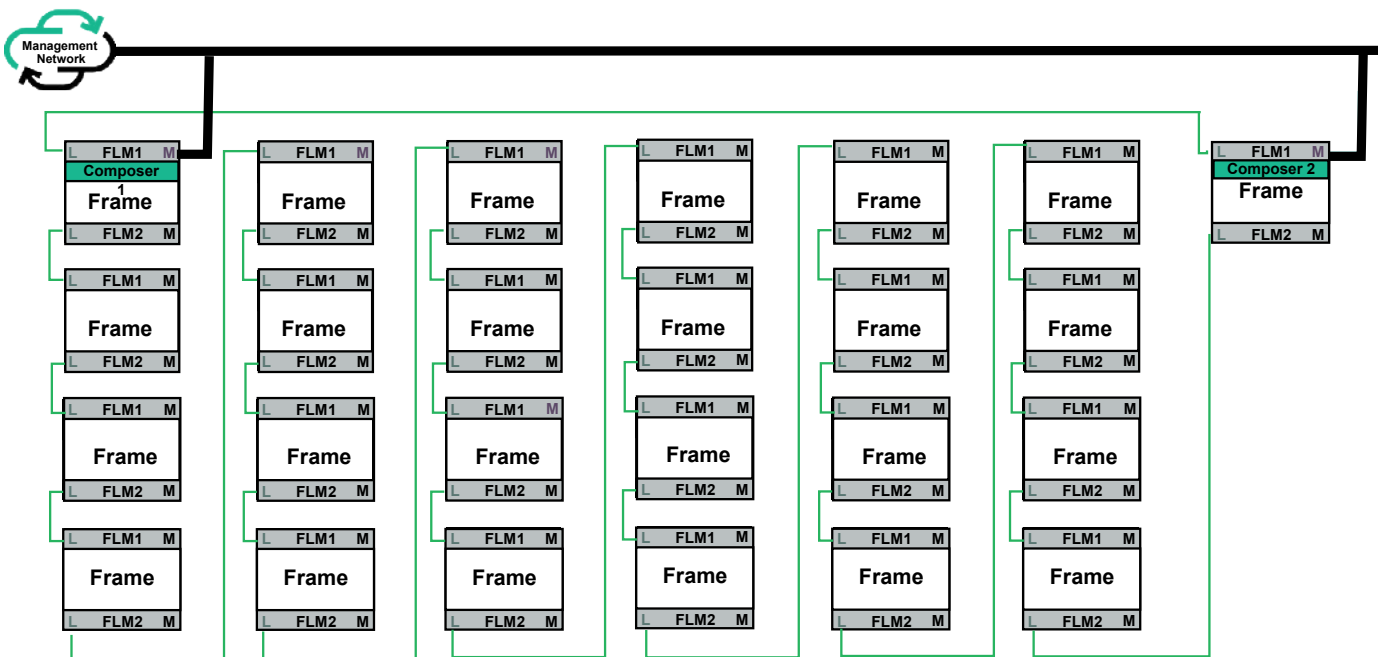 Management
Network
L FLM1 M L FLM1 M L FLM1 M L FLM1 M L FLM1 M L FLM1 M L FLM1 M
Composer Composer 2
1
Frame Frame Frame Frame Frame Frame Frame
L FLM2 M L FLM2 M L FLM2 M L FLM2 M L FLM2 M L FLM2 M L FLM2 M
L FLM1 M L FLM1 M L FLM1 M L FLM1 M L FLM1 M L FLM1 M
Frame Frame Frame Frame Frame Frame
L FLM2 M L FLM2 M L FLM2 M L FLM2 M L FLM2 M L FLM2 M
L FLM1 M L FLM1 M L FLM1 M L FLM1 M L FLM1 M L FLM1 M
Frame Frame Frame Frame Frame Frame
L FLM2 M L FLM2 M L FLM2 M L FLM2 M L FLM2 M L FLM2 M
L FLM1 M L FLM1 M L FLM1 M L FLM1 M L FLM1 M L FLM1 M
Frame Frame Frame Frame Frame Frame
L FLM2 M L FLM2 M L FLM2 M L FLM2 M L FLM2 M L FLM2 M